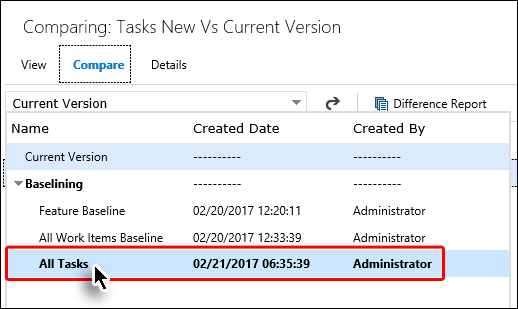 Comparing: Tasks New Vs Current Version
View Compare Details
Current Version Difference Report
Name Created Date Created By
Current Version ---------- ----------
Baselining ---------- ----------
Feature Baseline 02/20/2017 12:20:11 Administrator
All Work Items Baseline 02/20/2017 12:33:39 Administrator
All Tasks 02/21/2017 06:35:39 Administrator